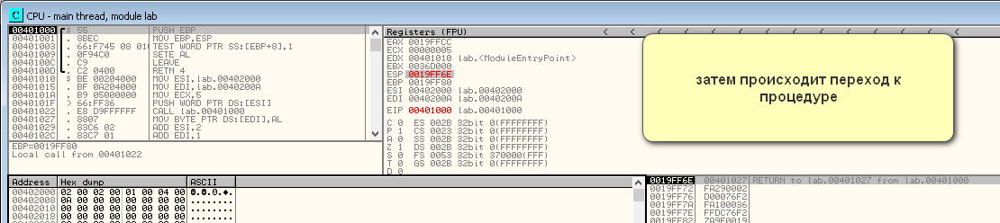 C CPU - main thread, module lab
00401000 $ 55 PUSH EBP
00401001 . 8BEC MOV EBP,ESP
00401003 . 66:F745 08 010 TEST WORD PTR SS:[EBP+8],1
00401009 . 0F94C0 SETE AL
0040100C . C9 LEAVE
0040100D . C2 0400 RETN 4
00401010 $ BE 00204000 MOV ESI,lab.00402000
00401015 . BF 0A204000 MOV EDI,lab.0040200A
0040101A . B9 05000000 MOV ECX,5
0040101F > 66:FF36 PUSH WORD PTR DS:[ESI]
00401022 . E8 D9FFFFFF CALL lab.00401000
00401027 . 8807 MOV BYTE PTR DS:[EDI],AL
00401029 . 83C6 02 ADD ESI,2
0040102C . 83C7 01 ADD EDI,1
EBP=0019FF80
Local call from 00401022
Registers (FPU) < < < < < < < < < < < < <
EAX 0019FFCC
ECX 00000005
EDX 00401010 lab.<ModuleEntryPoint>
EBX 0036D000
ESP 0019FF6E
EBP 0019FF80
ESI 00402000 lab.00402000
EDI 0040200A lab.0040200A
EIP 00401000 lab.00401000
C 0 ES 002B 32bit 0(FFFFFFFF)
P 1 CS 0023 32bit 0(FFFFFFFF)
A 0 SS 002B 32bit 0(FFFFFFFF)
Z 1 DS 002B 32bit 0(FFFFFFFF)
S 0 FS 0053 32bit 370000(FFF)
T 0 GS 002B 32bit 0(FFFFFFFF)
D 0
затем происходит переход к
процедуре
Address Hex dump ASCII
00402000 02 00 02 00 01 00 04 00
00402008 0A 00 00 00 00 00 00 00 ........
00402010 00 00 00 00 00 00 00 00 ........
00402018 00 00 00 00 00 00 00 00 ........
0019FF6E 00401027 RETURN to lab.00401027 from lab.00401000
0019FF72 FA290002
0019FF76 D00076F2
0019FF7A FA100036
0019FF7E FFDC76F2
0019FF82 7A9E0019